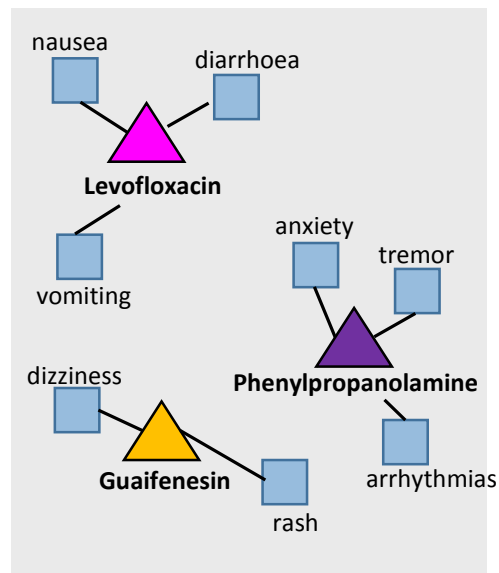 nausea
diarrhoea
Levofloxacin
vomiting
anxiety
tremor
Phenylpropanolamine
arrhythmias
dizziness
Guaifenesin
rash